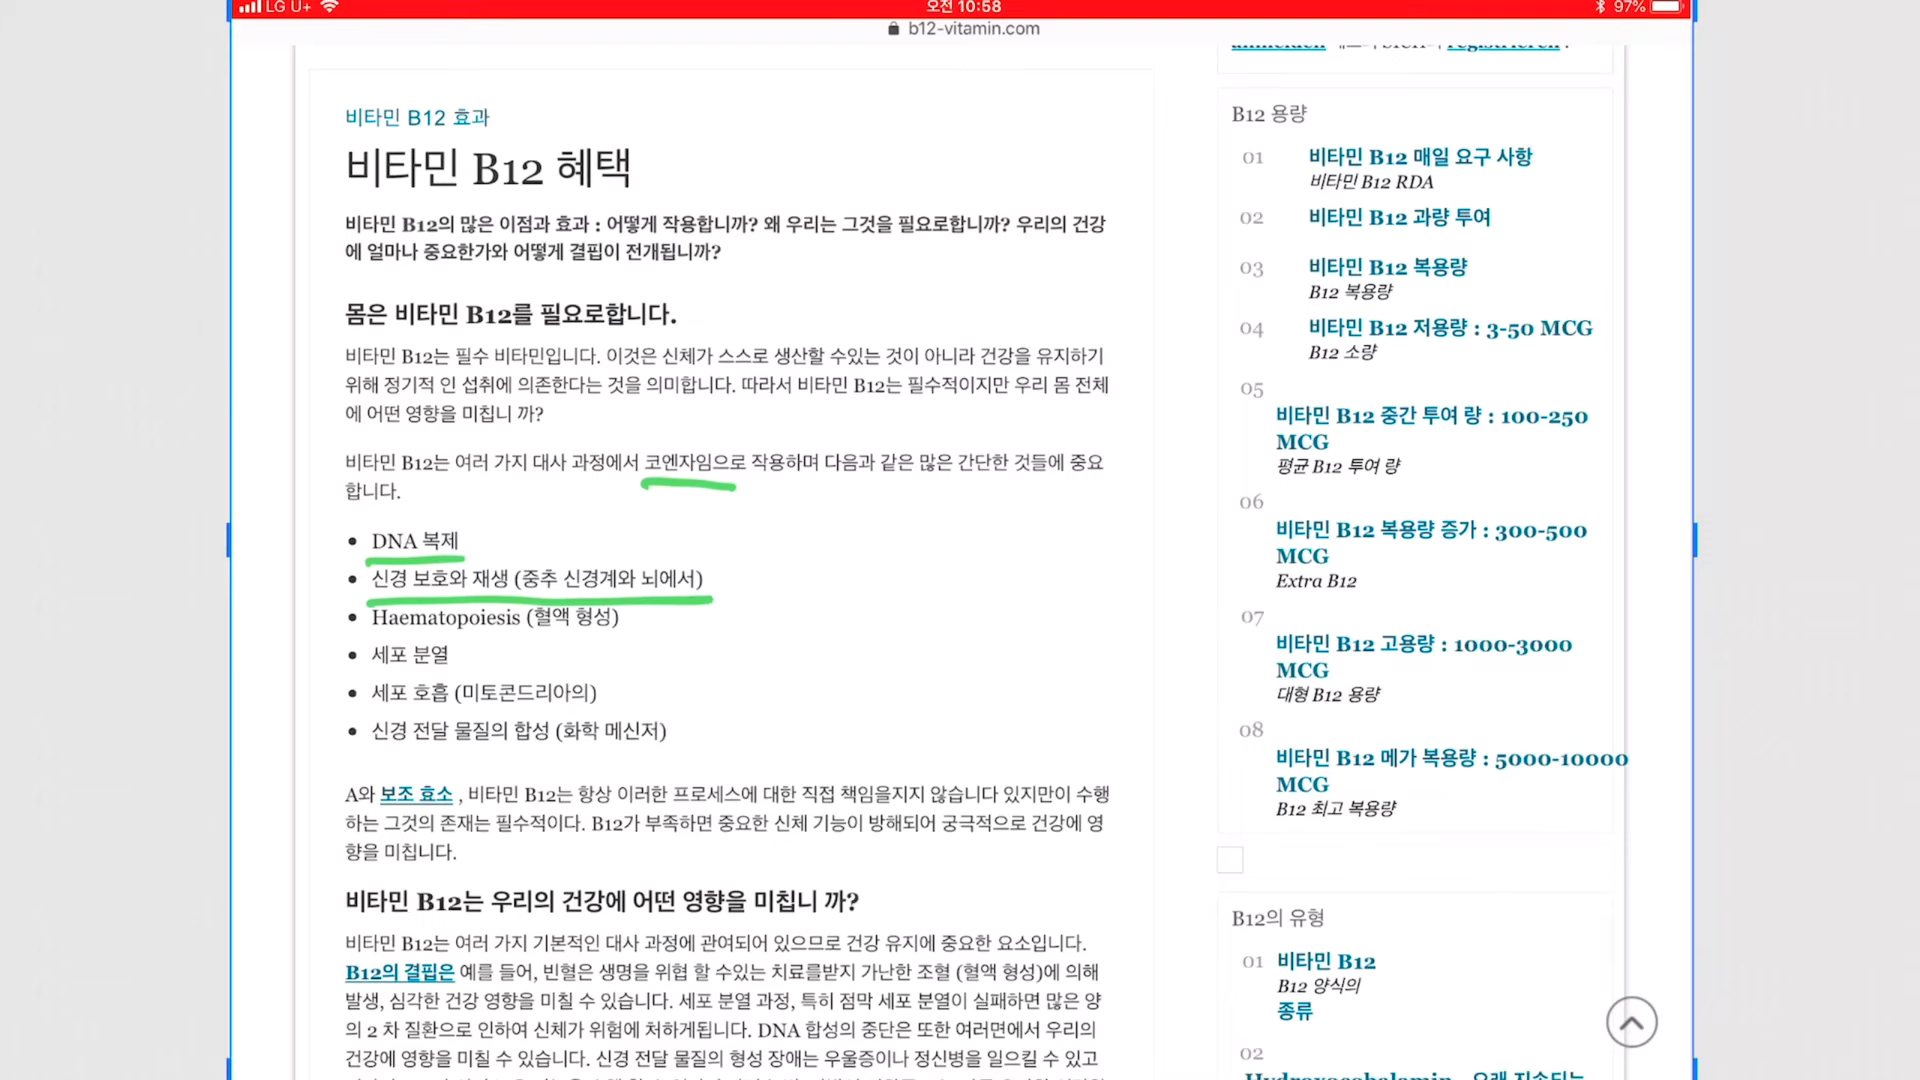 LG U+
오전 10:58
97%
b12-vitamin.com
비타민 B12 효과
비타민 B12 혜택
비타민 B12의 많은 이점과 효과 : 어떻게 작용합니까? 왜 우리는 그것을 필요로합니까? 우리의 건강
에 얼마나 중요한가와 어떻게 결핍이 전개됩니까?
몸은 비타민 B12를 필요로합니다.
비타민 B12는 필수 비타민입니다. 이것은 신체가 스스로 생산할 수있는 것이 아니라 건강을 유지하기
위해 정기적 인 섭취에 의존한다는 것을 의미합니다. 따라서 비타민 B12는 필수적이지만 우리 몸 전체
에 어떤 영향을 미칩니 까?
비타민 B12는 여러 가지 대사 과정에서 코엔자임으로 작용하며 다음과 같은 많은 간단한 것들에 중요
합니다.
• DNA 복제
• 신경 보호와 재생 (중추 신경계와 뇌에서)
• Haematopoiesis (혈액 형성)
• 세포 분열
• 세포 호흡 (미토콘드리아의)
• 신경 전달 물질의 합성 (화학 메신저)
A와 보조 효소 , 비타민 B12는 항상 이러한 프로세스에 대한 직접 책임을지지 않습니다 있지만이 수행
하는 그것의 존재는 필수적이다. B12가 부족하면 중요한 신체 기능이 방해되어 궁극적으로 건강에 영
향을 미칩니다.
비타민 B12는 우리의 건강에 어떤 영향을 미칩니 까?
비타민 B12는 여러 가지 기본적인 대사 과정에 관여되어 있으므로 건강 유지에 중요한 요소입니다.
B12의 결핍은 예를 들어, 빈혈은 생명을 위협 할 수있는 치료를받지 가난한 조혈 (혈액 형성)에 의해
발생, 심각한 건강 영향을 미칠 수 있습니다. 세포 분열 과정, 특히 점막 세포 분열이 실패하면 많은 양
의 2 차 질환으로 인하여 신체가 위험에 처하게됩니다. DNA 합성의 중단은 또한 여러면에서 우리의
건강에 영향을 미칠 수 있습니다. 신경 전달 물질의 형성 장애는 우울증이나 정신병을 일으킬 수 있고
B12 용량
01 비타민 B12 매일 요구 사항
비타민 B12 RDA
02 비타민 B12 과량 투여
03 비타민 B12 복용량
B12 복용량
04 비타민 B12 저용량 : 3-50 MCG
B12 소량
05
비타민 B12 중간 투여 량 : 100-250
MCG
평균 B12 투여 량
06
비타민 B12 복용량 증가 : 300-500
MCG
Extra B12
07
비타민 B12 고용량 : 1000-3000
MCG
대형 B12 용량
08
비타민 B12 메가 복용량 : 5000-10000
MCG
B12 최고 복용량
B12의 유형
01 비타민 B12
B12 양식의
종류
02